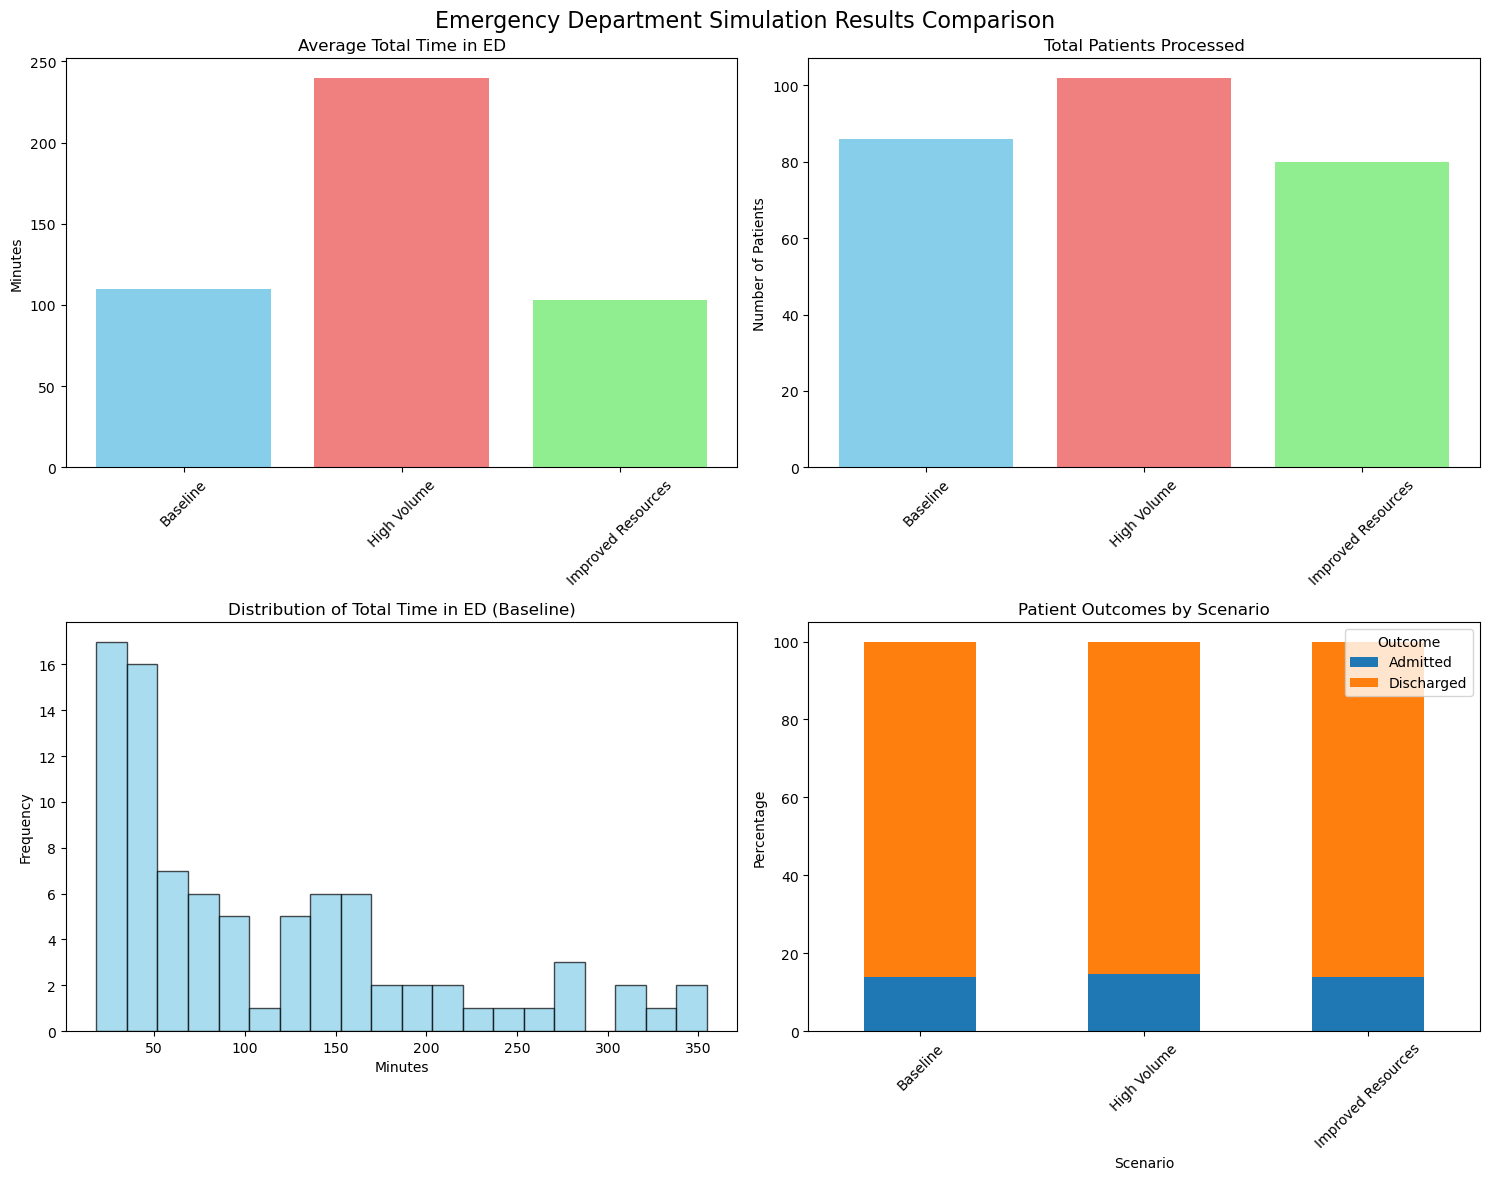 Emergency Department Simulation Results Comparison
Average Total Time in ED
250
200
150
100
50
0
Minutes
Baseline
High Volume
Improved Resources
Total Patients Processed
100
80
60
40
20
0
Number of Patients
Baseline
High Volume
Improved Resources
Distribution of Total Time in ED (Baseline)
16
14
12
10
8
6
4
2
0
Frequency
50
100
150
200
250
300
350
Minutes
Patient Outcomes by Scenario
100
80
60
40
20
0
Percentage
Outcome
Admitted
Discharged
Baseline
High Volume
Improved Resources
Scenario